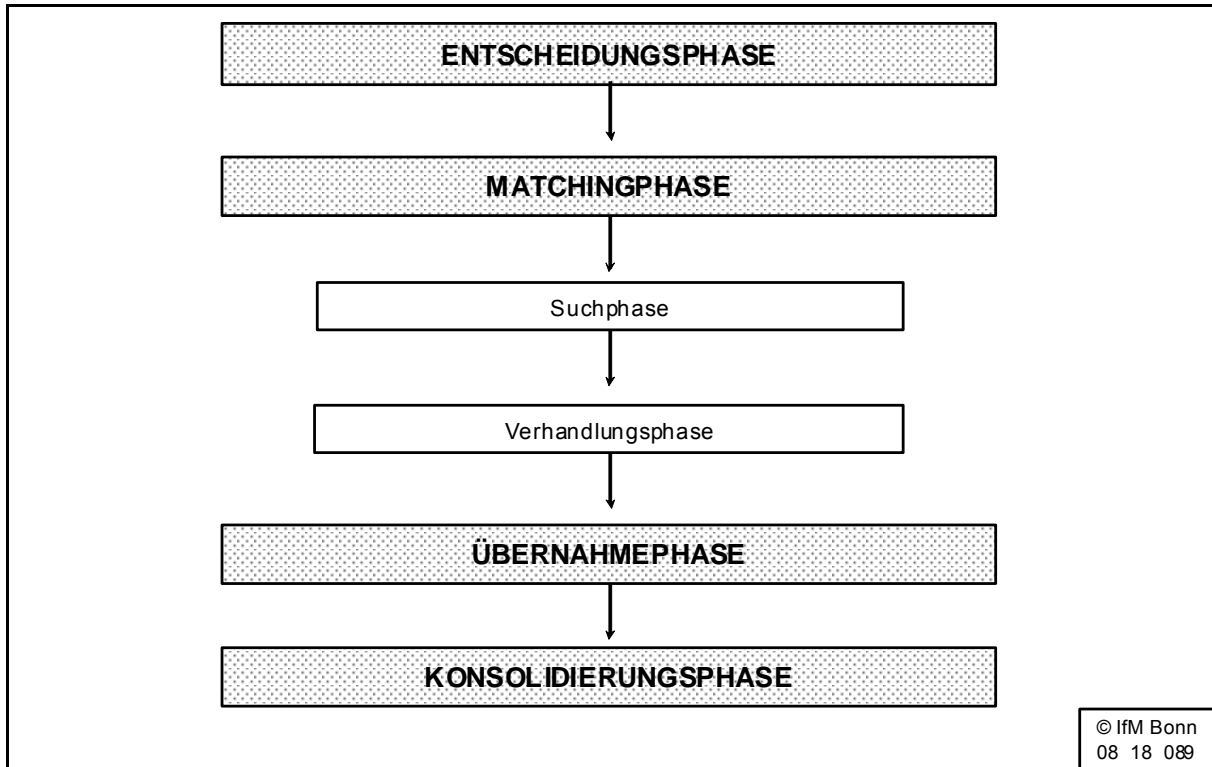 ENTSCHEIDUNGSPHASE
MATCHINGPHASE
Suchphase
Verhandlungsphase
ÜBERNAHMEPHASE
KONSOLIDIERUNGSPHASE
© IfM Bonn
08 18 089